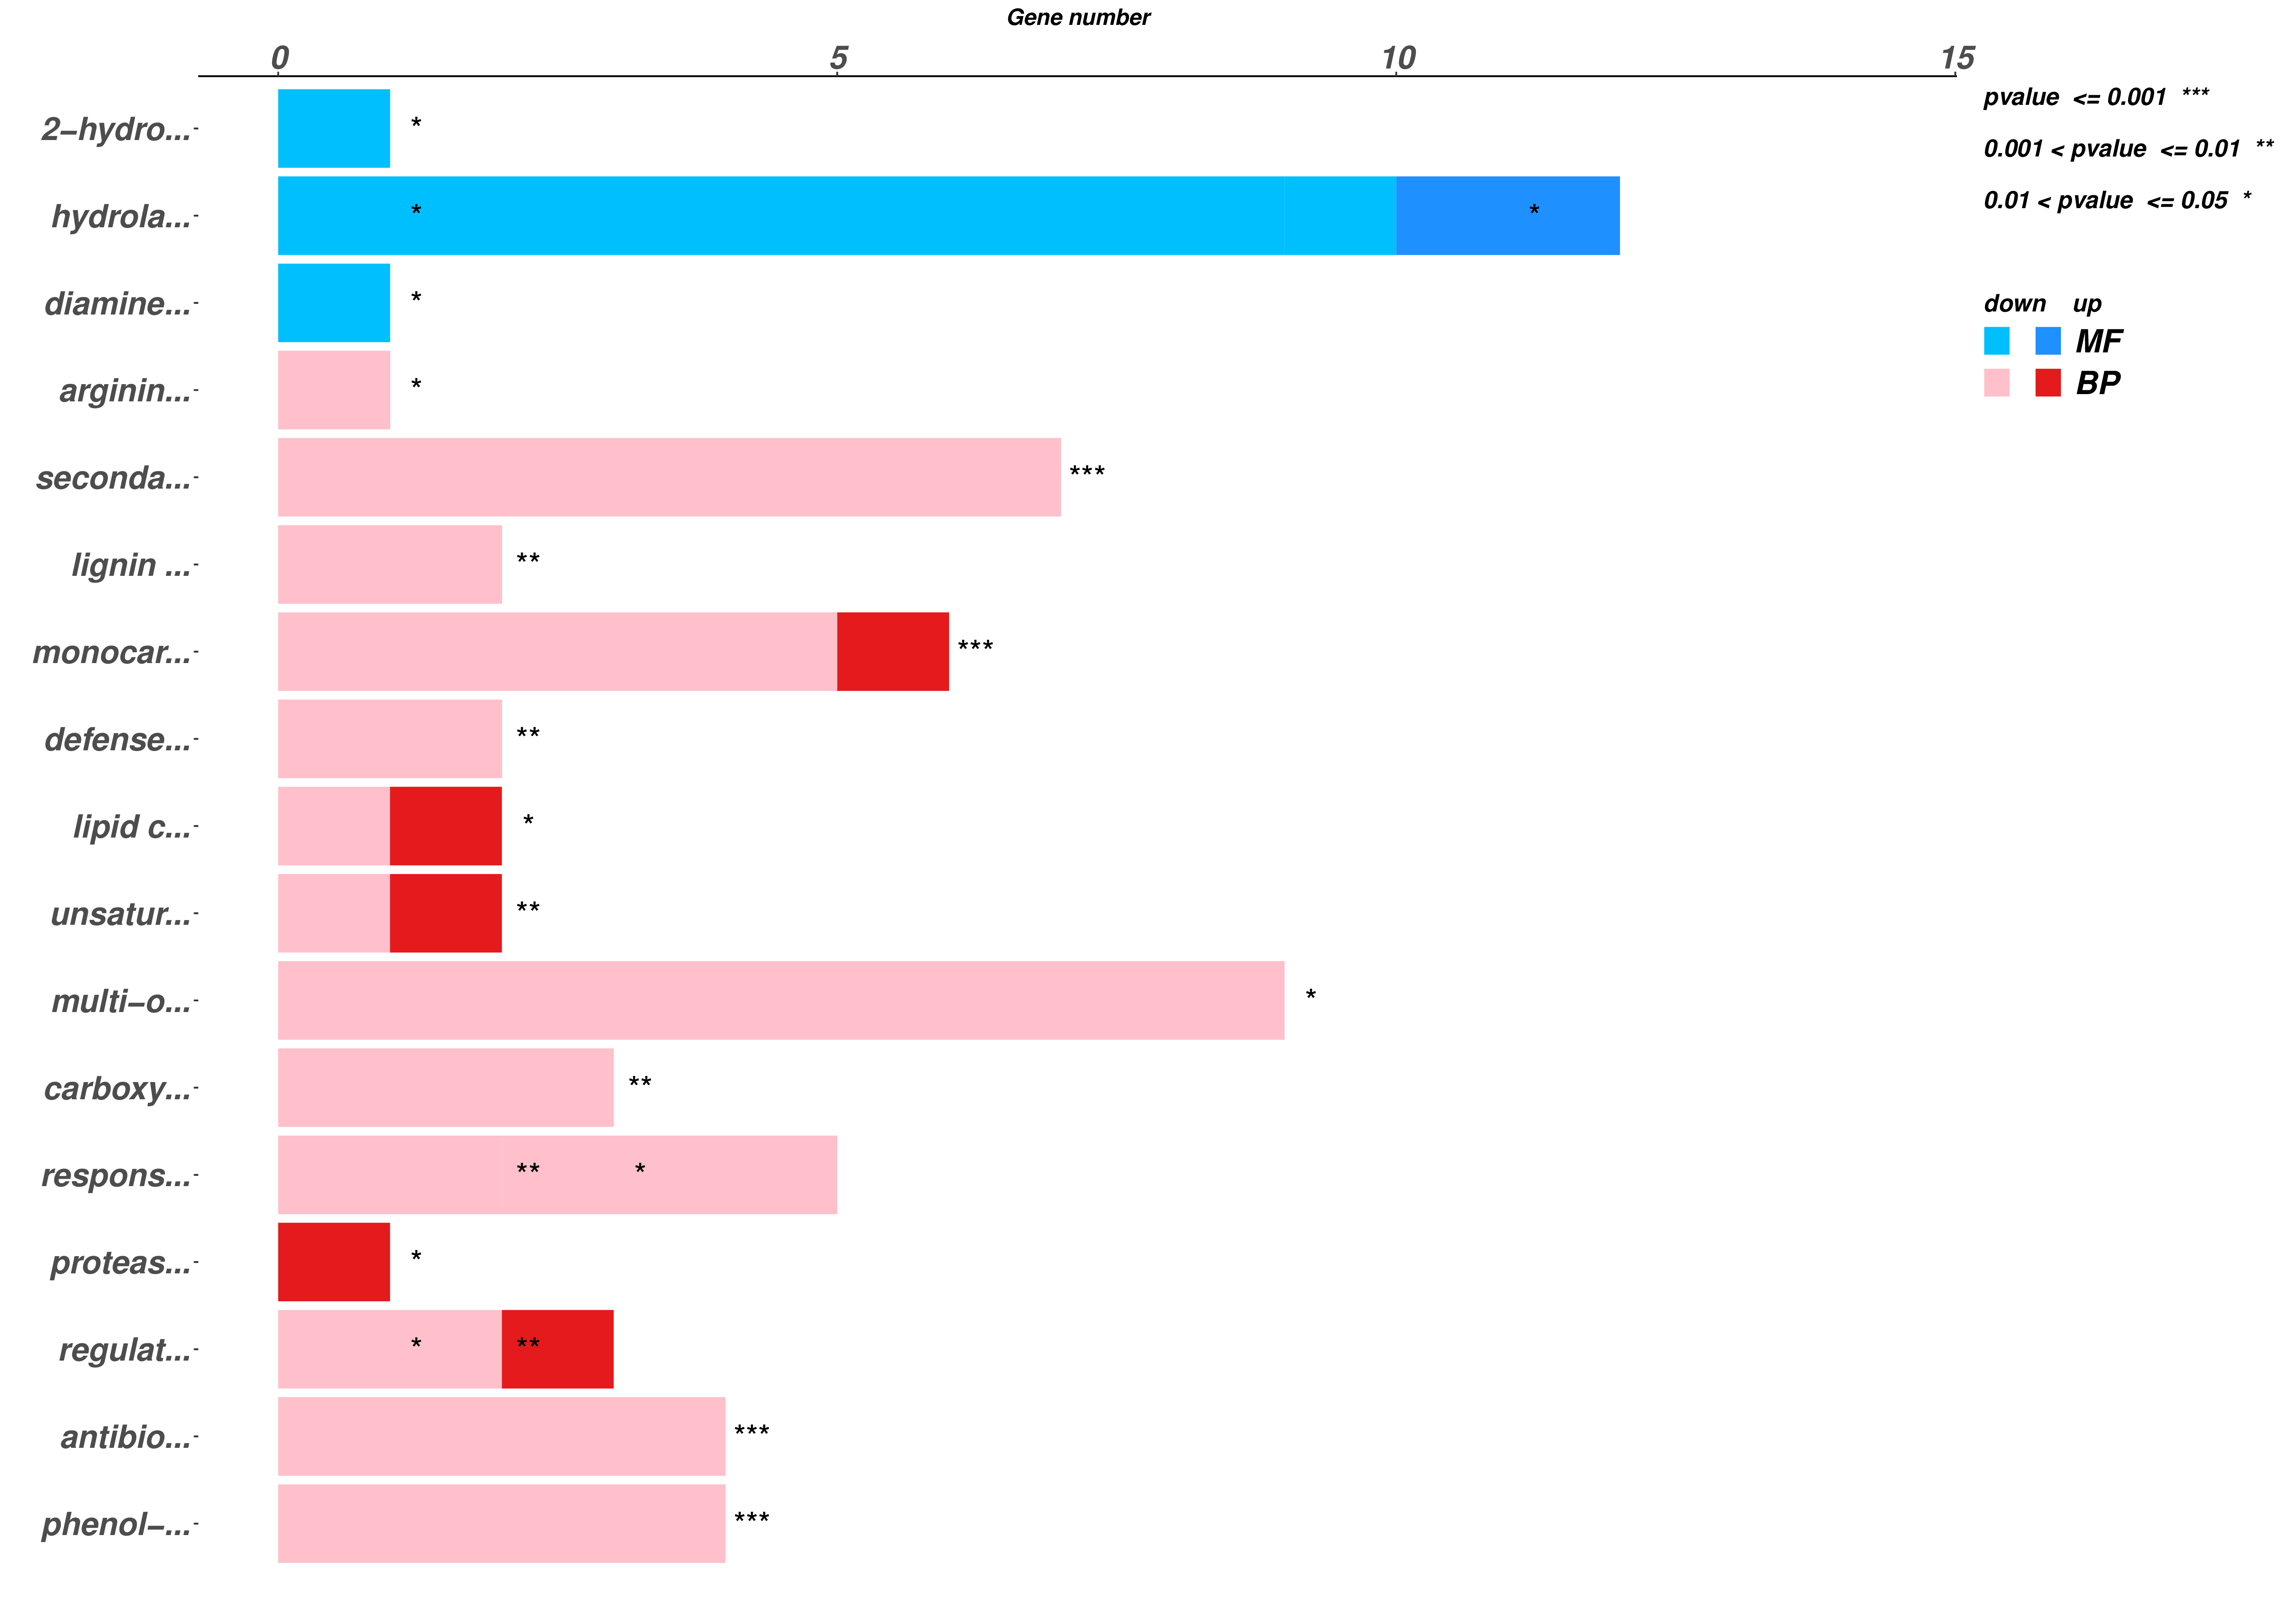 Gene number
0 5 10 15
pvalue <= 0.001 ***
0.001 < pvalue <= 0.01 **
0.01 < pvalue <= 0.05 *
down up
MF
BP
2−hydro... *
hydrola... * *
diamine... *
arginin... *
seconda... ***
lignin ... **
monocar... ***
defense... **
lipid c... *
unsatur... **
multi−o... *
carboxy... **
respons... ** *
proteas... *
regulat... * **
antibio... ***
phenol−... ***